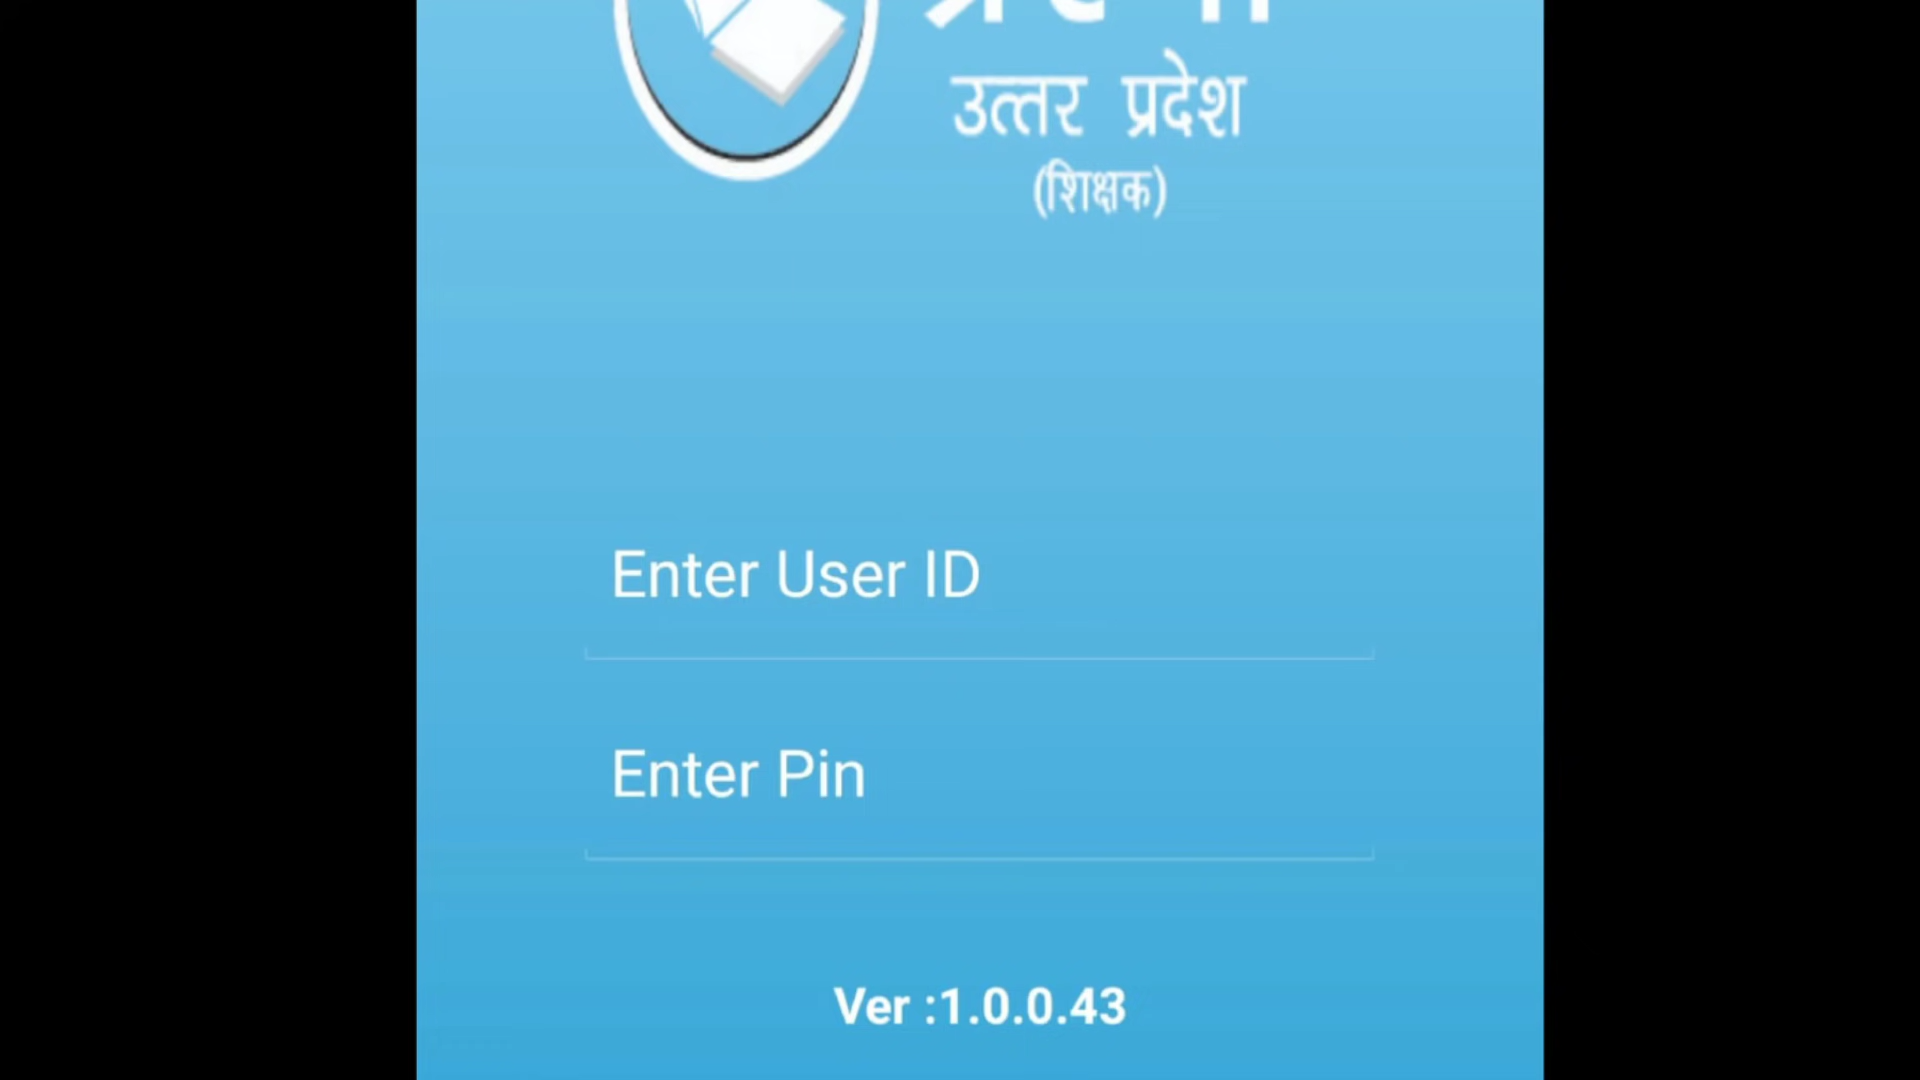 उत्तर प्रदेश
(शिक्षक)
Enter User ID
Enter Pin
Ver :1.0.0.43